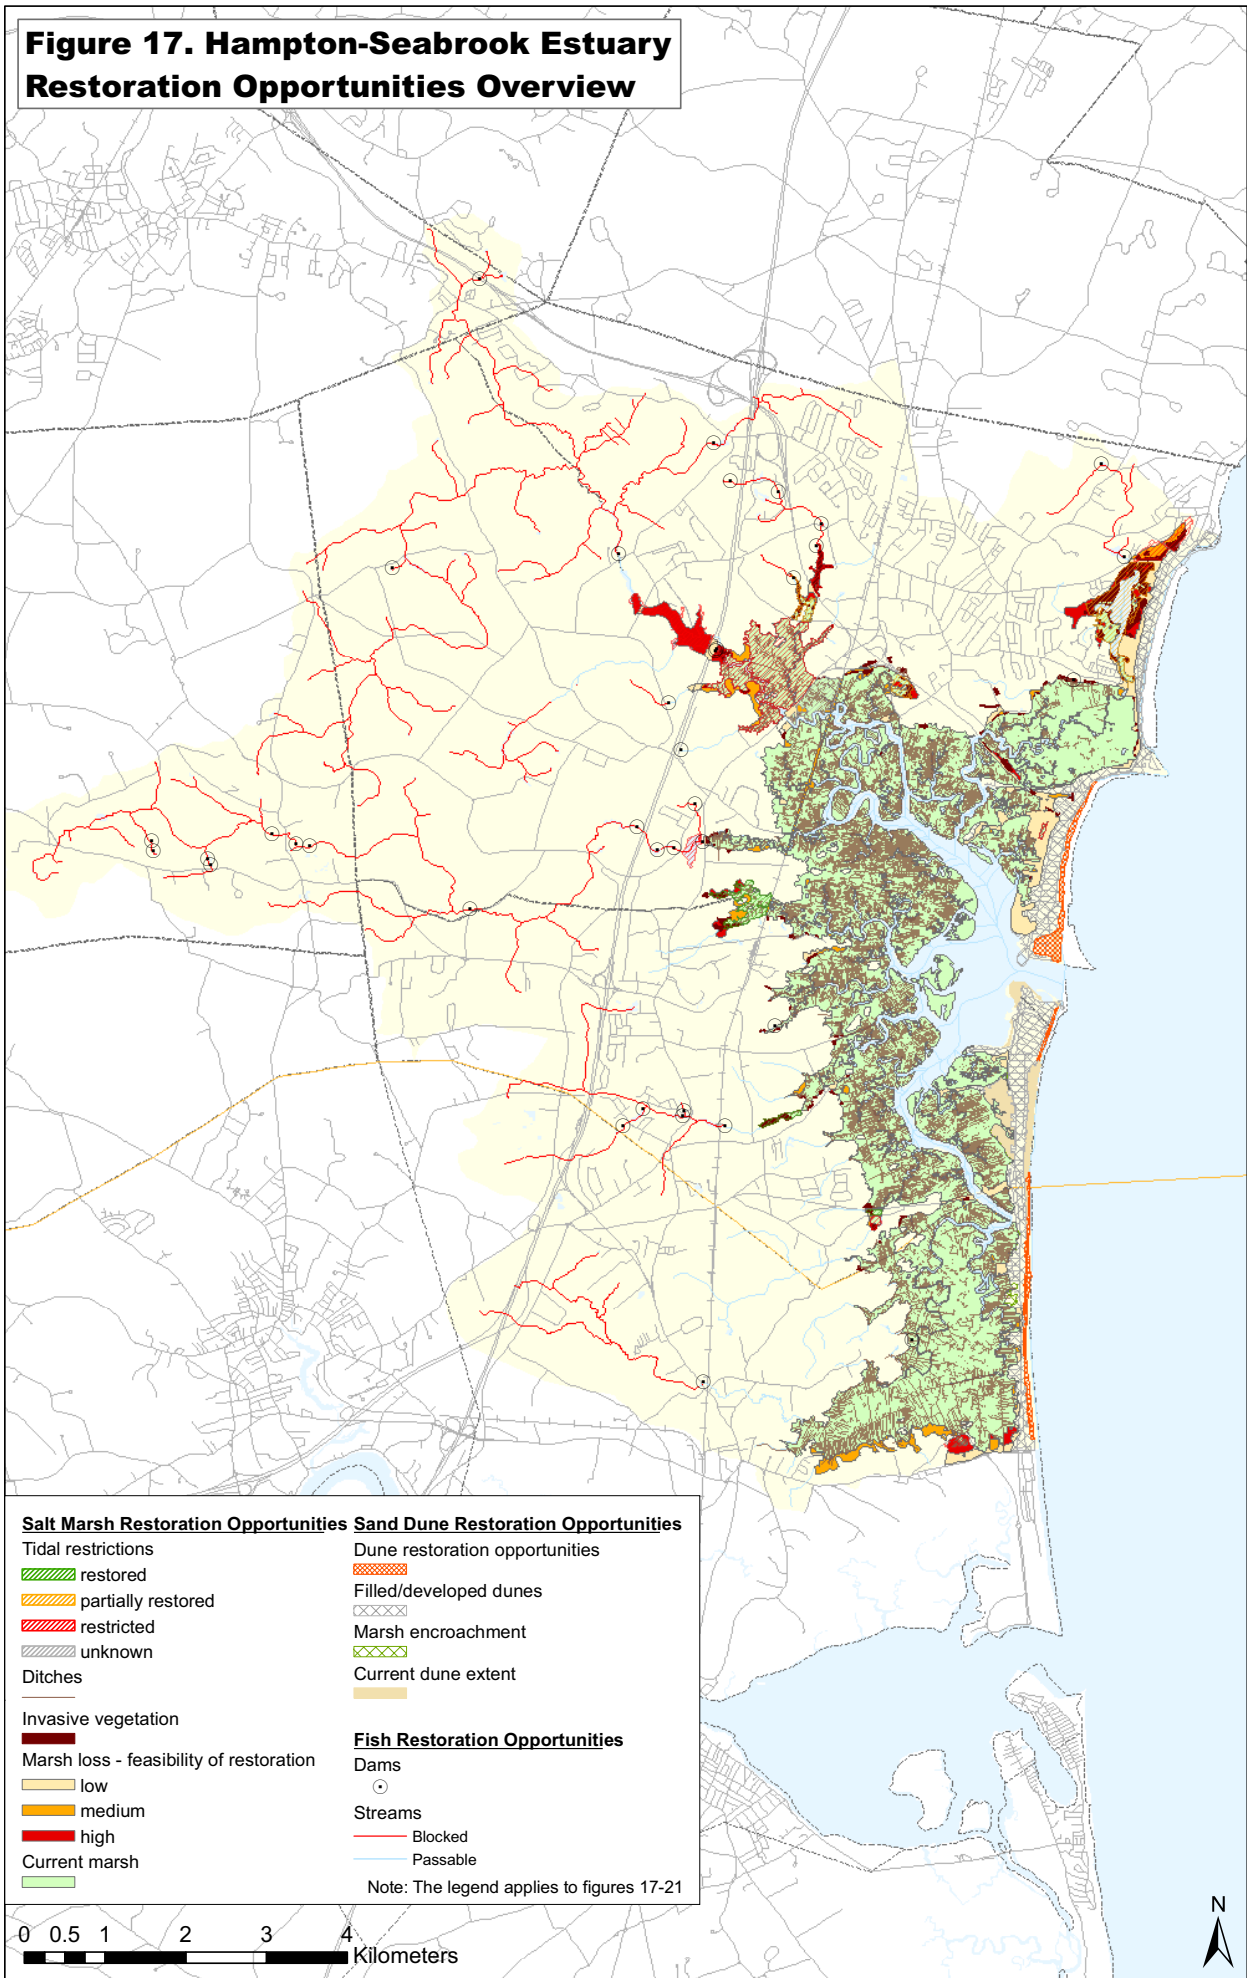 Figure 17. Hampton-Seabrook Estuary
Restoration Opportunities Overview
Salt Marsh Restoration Opportunities
Tidal restrictions
restored
partially restored
restricted
unknown
Ditches
Invasive vegetation
Marsh loss - feasibility of restoration
low
medium
high
Current marsh
Sand Dune Restoration Opportunities
Dune restoration opportunities
Filled/developed dunes
Marsh encroachment
Current dune extent
Fish Restoration Opportunities
Dams
Streams
Blocked
Passable
Note: The legend applies to figures 17-21
0 0.5 1 2 3 4
Kilometers
N